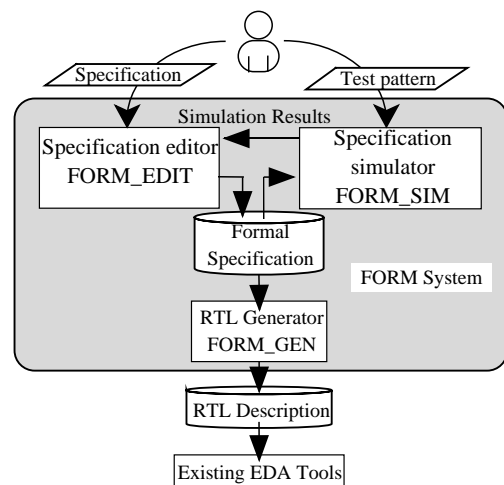 Specification
Test pattern
Simulation Results
Specification editor
FORM_EDIT
Specification
simulator
FORM_SIM
Formal
Specification
FORM System
RTL Generator
FORM_GEN
RTL Description
Existing EDA Tools